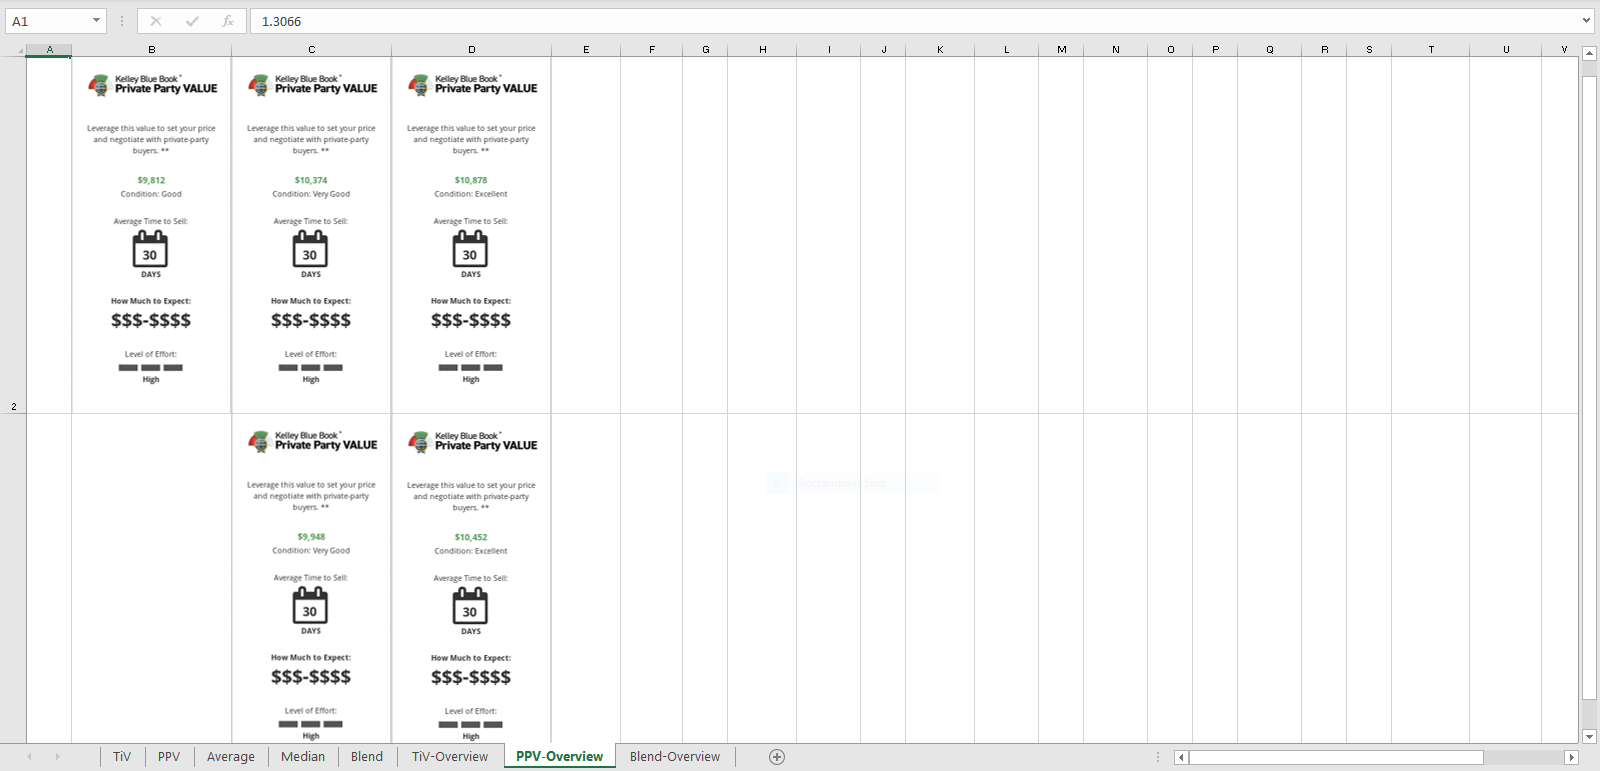 A1
fx
1.3066
A B C D E F G H I J K L M N O P Q R S T U V
Kelley Blue Book®
Private Party VALUE
Leverage this value to set your price
and negotiate with private-party
buyers. **
$9,812
Condition: Good
Average Time to Sell:
30
DAYS
How Much to Expect:
$$$-$$$$
Level of Effort:
High
Kelley Blue Book®
Private Party VALUE
Leverage this value to set your price
and negotiate with private-party
buyers. **
$10,374
Condition: Very Good
Average Time to Sell:
30
DAYS
How Much to Expect:
$$$-$$$$
Level of Effort:
High
Kelley Blue Book®
Private Party VALUE
Leverage this value to set your price
and negotiate with private-party
buyers. **
$10,878
Condition: Excellent
Average Time to Sell:
30
DAYS
How Much to Expect:
$$$-$$$$
Level of Effort:
High
2
Kelley Blue Book®
Private Party VALUE
Leverage this value to set your price
and negotiate with private-party
buyers. **
$9,948
Condition: Very Good
Average Time to Sell:
30
DAYS
How Much to Expect:
$$$-$$$$
Level of Effort:
High
Kelley Blue Book®
Private Party VALUE
Leverage this value to set your price
and negotiate with private-party
buyers. **
$10,452
Condition: Excellent
Average Time to Sell:
30
DAYS
How Much to Expect:
$$$-$$$$
Level of Effort:
High
Rectangular Snip
TiV PPV Average Median Blend TiV-Overview PPV-Overview Blend-Overview